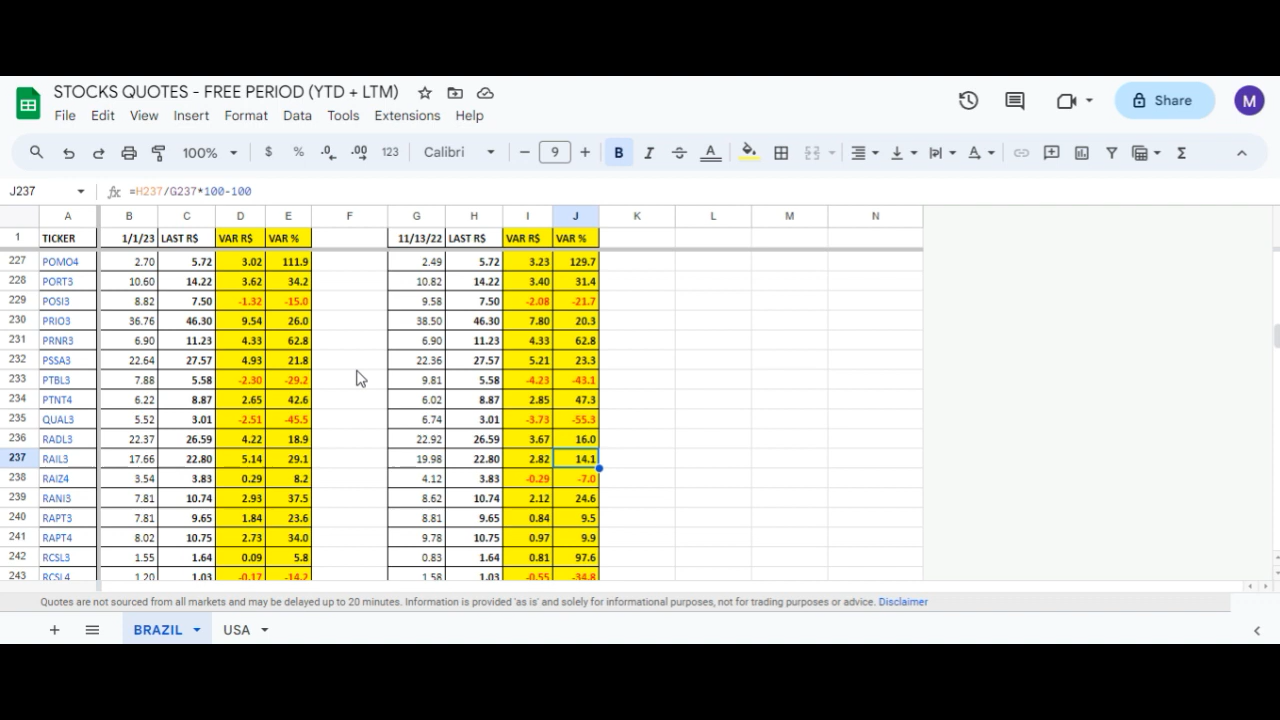 STOCKS QUOTES - FREE PERIOD (YTD + LTM)
File Edit View Insert Format Data Tools Extensions Help
Share M
100% $ % .0 .00 123 Calibri − 9 + B I A Σ
J237 fx =H237/G237*100-100
A B C D E F G H I J K L M N
1 TICKER 1/1/23 LAST R$ VAR R$ VAR % 11/13/22 LAST R$ VAR R$ VAR %
227 POMO4 2.70 5.72 3.02 111.9 2.49 5.72 3.23 129.7
228 PORT3 10.60 14.22 3.62 34.2 10.82 14.22 3.40 31.4
229 POSI3 8.82 7.50 -1.32 -15.0 9.58 7.50 -2.08 -21.7
230 PRIO3 36.76 46.30 9.54 26.0 38.50 46.30 7.80 20.3
231 PRNR3 6.90 11.23 4.33 62.8 6.90 11.23 4.33 62.8
232 PSSA3 22.64 27.57 4.93 21.8 22.36 27.57 5.21 23.3
233 PTBL3 7.88 5.58 -2.30 -29.2 9.81 5.58 -4.23 -43.1
234 PTNT4 6.22 8.87 2.65 42.6 6.02 8.87 2.85 47.3
235 QUAL3 5.52 3.01 -2.51 -45.5 6.74 3.01 -3.73 -55.3
236 RADL3 22.37 26.59 4.22 18.9 22.92 26.59 3.67 16.0
237 RAIL3 17.66 22.80 5.14 29.1 19.98 22.80 2.82 14.1
238 RAIZ4 3.54 3.83 0.29 8.2 4.12 3.83 -0.29 -7.0
239 RANI3 7.81 10.74 2.93 37.5 8.62 10.74 2.12 24.6
240 RAPT3 7.81 9.65 1.84 23.6 8.81 9.65 0.84 9.5
241 RAPT4 8.02 10.75 2.73 34.0 9.78 10.75 0.97 9.9
242 RCSL3 1.55 1.64 0.09 5.8 0.83 1.64 0.81 97.6
243 RCSL4 1.20 1.03 -0.17 -14.2 1.58 1.03 -0.55 -34.8
Quotes are not sourced from all markets and may be delayed up to 20 minutes. Information is provided 'as is' and solely for informational purposes, not for trading purposes or advice. Disclaimer
+ BRAZIL USA